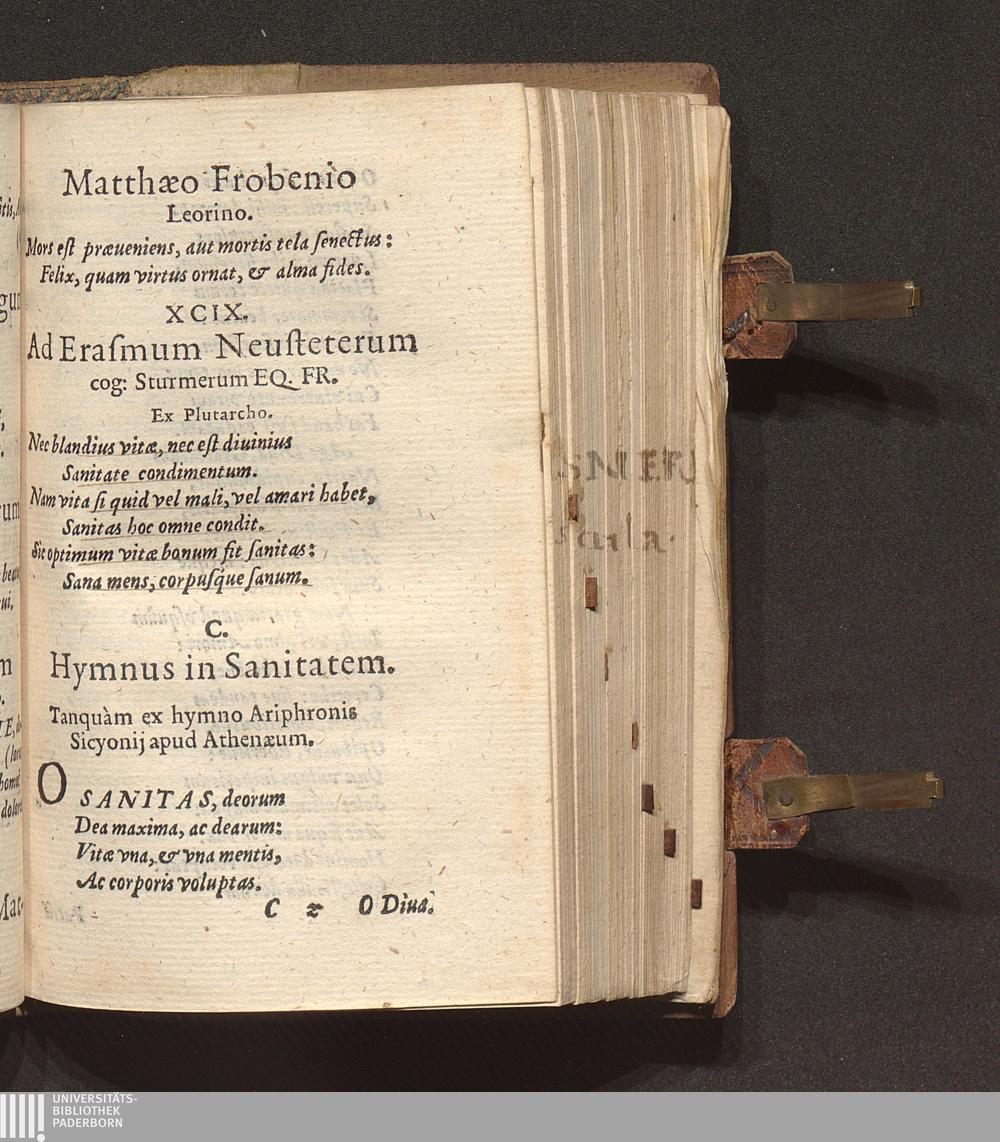 Matthæo Frobenio
Leorino.
Mors eſt præueniens, aut mortis tela ſenectus:
Felix, quam virtus ornat, & alma fides.
XCIX.
Ad Eraſmum Neuſteterum
cog: Sturmerum EQ. FR.
Ex Plutarcho.
Nec blandius vitæ, nec eſt diuinius
Sanitate condimentum.
Nam vita ſi quid vel mali, vel amari habet,
Sanitas hoc omne condit.
Sic optimum vitæ bonum fit ſanitas:
Sana mens, corpuſque ſanum.
C.
Hymnus in Sanitatem.
Tanquàm ex hymno Ariphronis
Sicyonij apud Athenæum.
O SANITAS, deorum
Dea maxima, ac dearum:
Vitæ vna, & vna mentis,
Ac corporis voluptas.
C 2 O Diua.
UNIVERSITÄTS-
BIBLIOTHEK
PADERBORN